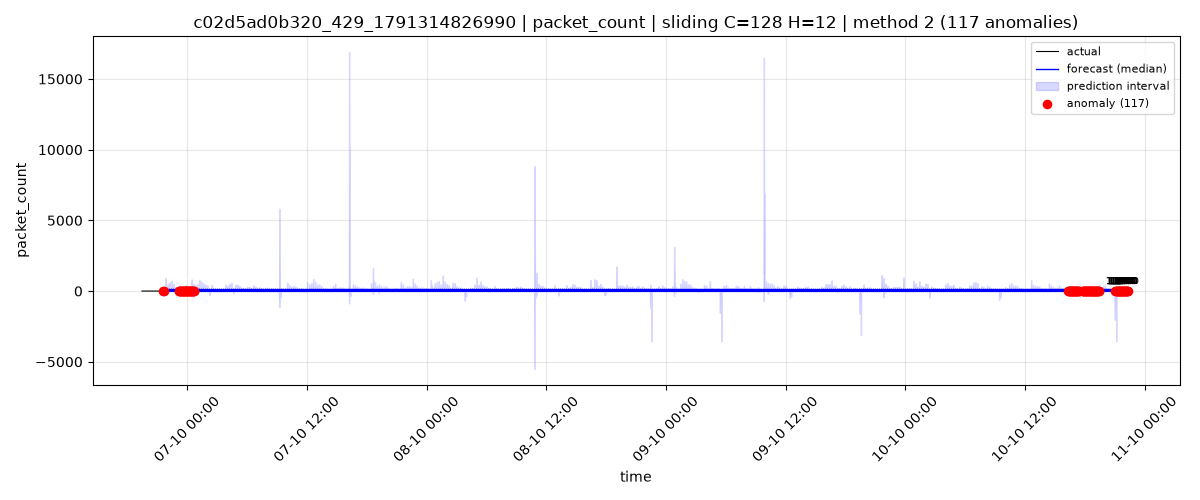 c02d5ad0b320_429_1791314826990 | packet_count | sliding C=128 H=12 | method 2 (117 anomalies)
actual
forecast (median)
prediction interval
anomaly (117)
packet_count
15000
10000
5000
0
−5000
07-10 00:00
07-10 12:00
08-10 00:00
08-10 12:00
09-10 00:00
09-10 12:00
10-10 00:00
10-10 12:00
11-10 00:00
time